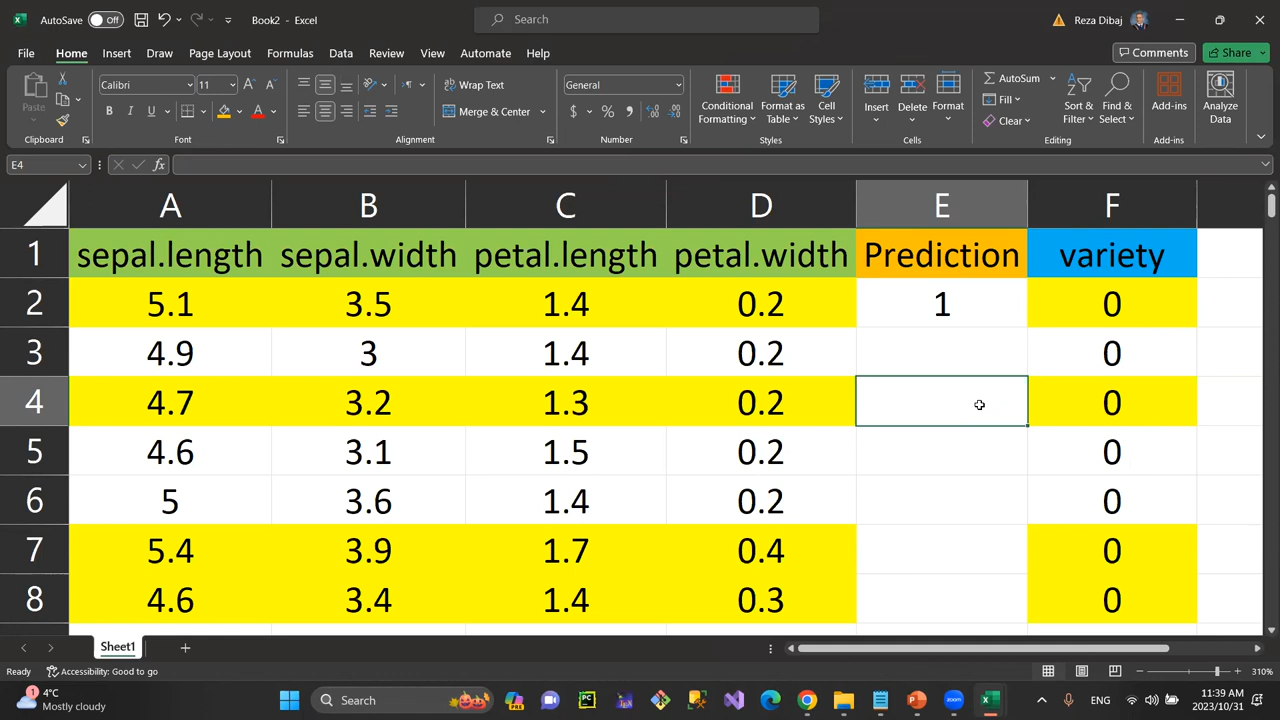 AutoSave Off Book2 - Excel Search Reza Dibaj
File Home Insert Draw Page Layout Formulas Data Review View Automate Help Comments Share
Paste Calibri 11 Wrap Text General Conditional Formatting Format as Table Cell Styles Insert Delete Format AutoSum Sort & Filter Find & Select Add-ins Analyze Data
B I U A Merge & Center $ % Fill
Clear
Clipboard Font Alignment Number Styles Cells Editing Add-ins
E4 fx
A B C D E F
1 sepal.length sepal.width petal.length petal.width Prediction variety
2 5.1 3.5 1.4 0.2 1 0
3 4.9 3 1.4 0.2 0
4 4.7 3.2 1.3 0.2 0
5 4.6 3.1 1.5 0.2 0
6 5 3.6 1.4 0.2 0
7 5.4 3.9 1.7 0.4 0
8 4.6 3.4 1.4 0.3 0
Sheet1
Ready Accessibility: Good to go 310%
1 4°C Search ENG 11:39 AM
Mostly cloudy 2023/10/31